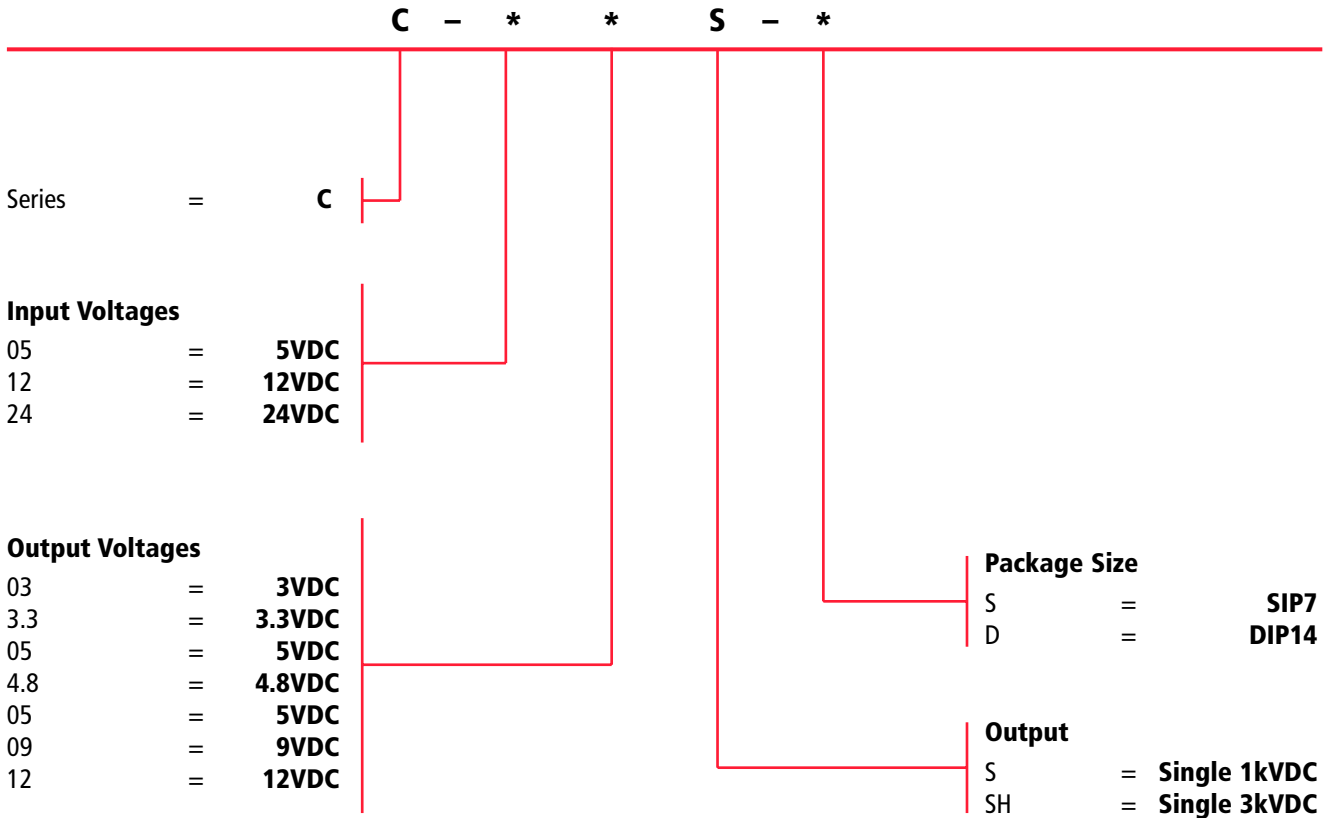 C – * * S – *
Series = C
Input Voltages
05 = 5VDC
12 = 12VDC
24 = 24VDC
Output Voltages
03 = 3VDC
3.3 = 3.3VDC
05 = 5VDC
4.8 = 4.8VDC
05 = 5VDC
09 = 9VDC
12 = 12VDC
Package Size
S = SIP7
D = DIP14
Output
S = Single 1kVDC
SH = Single 3kVDC